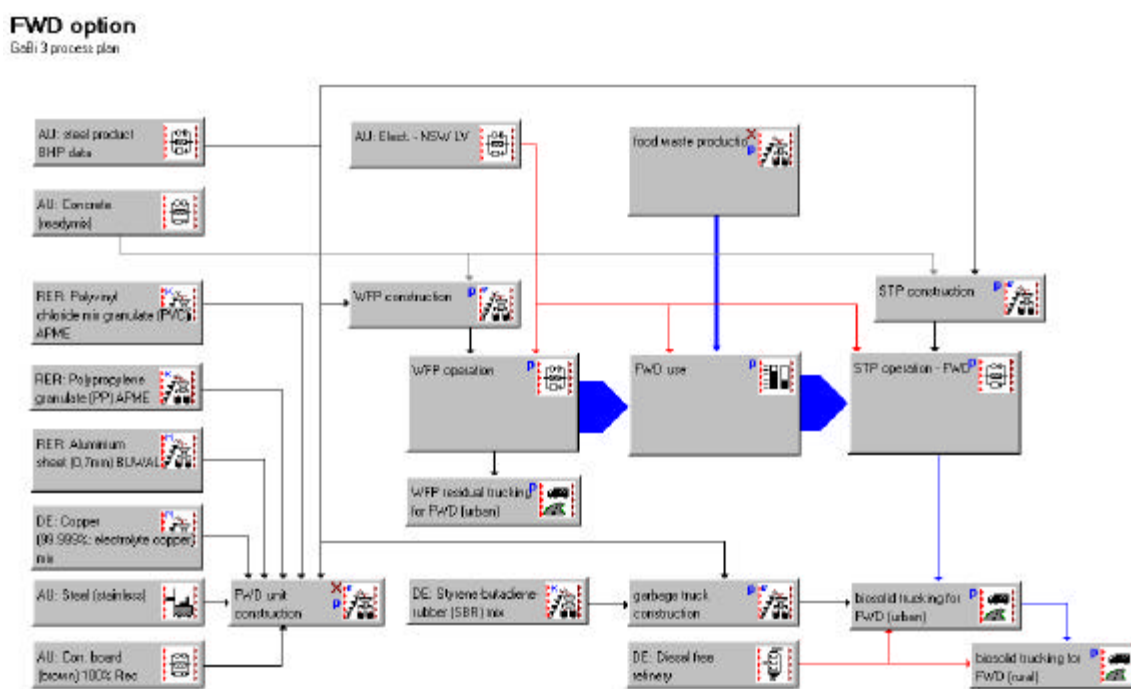 FWD option
GaBi 3 process plan
AU: steel product
BHP data
AU: Elect. - NSW LV
food waste production
AU: Concrete
(readymix)
RER: Polyvinyl
chloride mix granulate (PVC)
APME
WFP construction
STP construction
RER: Polypropylene
granulate (PP) APME
WFP operation
FWD use
STP operation - FWD
RER: Aluminium
sheet (0,7mm) BUWAL
WFP residual trucking
for FWD (urban)
DE: Copper
(99.999%; electrolyte copper)
mix
AU: Steel (stainless)
FWD unit
construction
DE: Styrene-butadiene-
rubber (SBR) mix
garbage truck
construction
biosolid trucking for
FWD (urban)
AU: Corr. board
(brown) 100% Rec
DE: Diesel free
refinery
biosolid trucking for
FWD (rural)